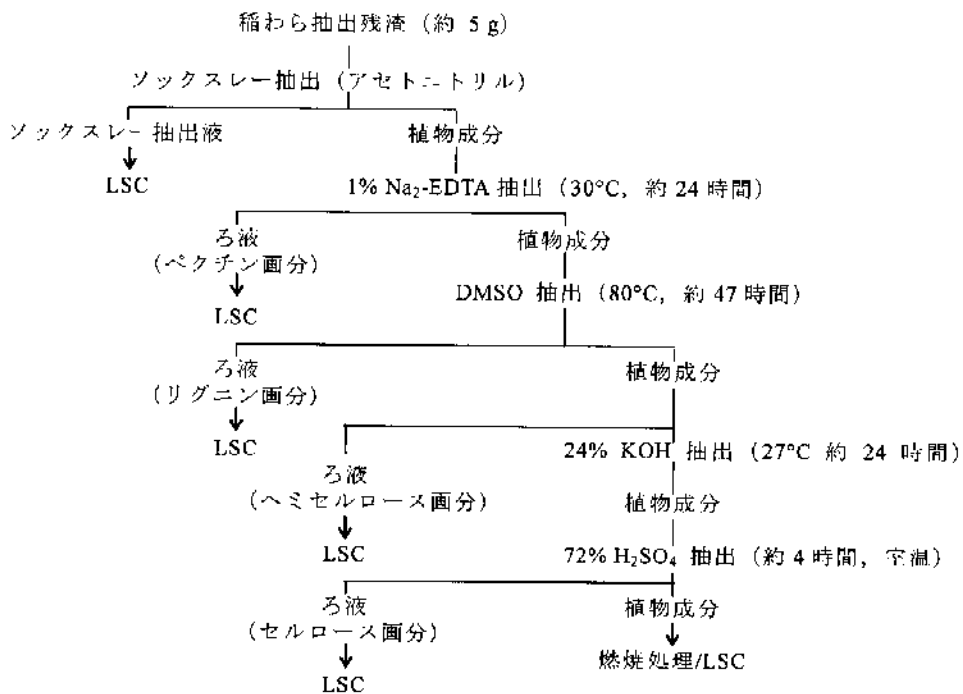 稲わら抽出残渣 (約 5 g)
ソックスレー抽出 (アセトニトリル)
ソックスレー抽出液
植物成分
LSC
1% Na₂-EDTA 抽出 (30°C, 約 24 時間)
ろ液
(ペクチン画分)
植物成分
LSC
DMSO 抽出 (80°C, 約 47 時間)
ろ液
(リグニン画分)
植物成分
LSC
24% KOH 抽出 (27°C 約 24 時間)
ろ液
(ヘミセルロース画分)
植物成分
LSC
72% H₂SO₄ 抽出 (約 4 時間, 室温)
ろ液
(セルロース画分)
植物成分
LSC
燃焼処理/LSC